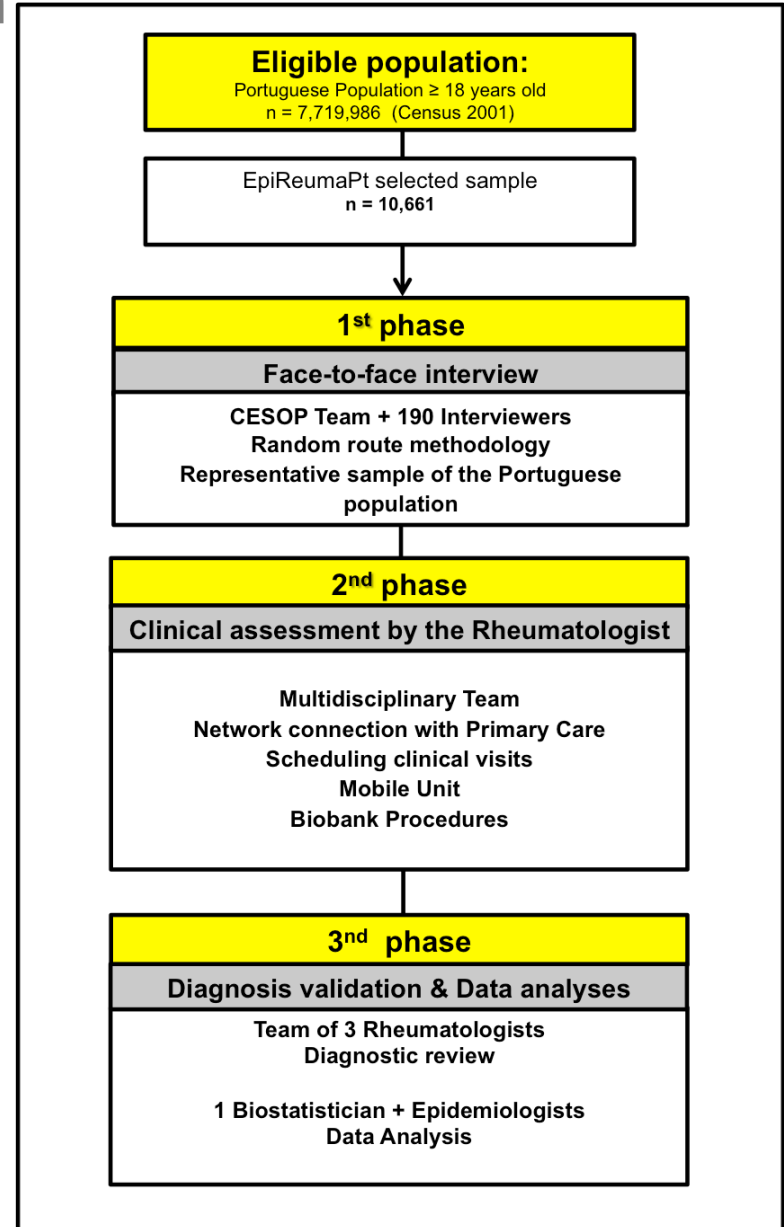 Eligible population:
Portuguese Population ≥ 18 years old
n = 7,719,986 (Census 2001)
EpiReumaPt selected sample
n = 10,661
1st phase
Face-to-face interview
CESOP Team + 190 Interviewers
Random route methodology
Representative sample of the Portuguese
population
2nd phase
Clinical assessment by the Rheumatologist
Multidisciplinary Team
Network connection with Primary Care
Scheduling clinical visits
Mobile Unit
Biobank Procedures
3nd phase
Diagnosis validation & Data analyses
Team of 3 Rheumatologists
Diagnostic review
1 Biostatistician + Epidemiologists
Data Analysis